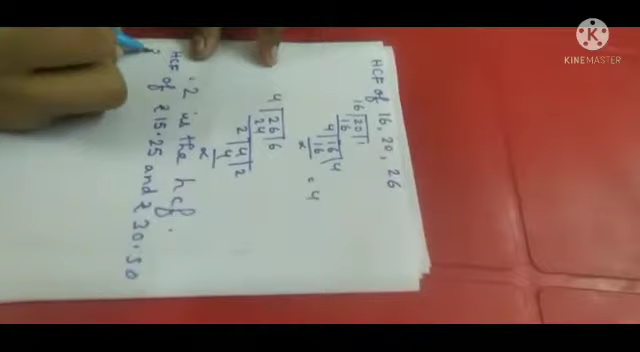 HCF of 16, 20, 26
16 | 20 | 1
16
4 | 16 | 4
16
× = 4
4 | 26 | 6
24
2 | 4 | 2
4
×
∴ 2 is the hcf.
HCF of ₹15.25 and ₹30.50
KINEMASTER